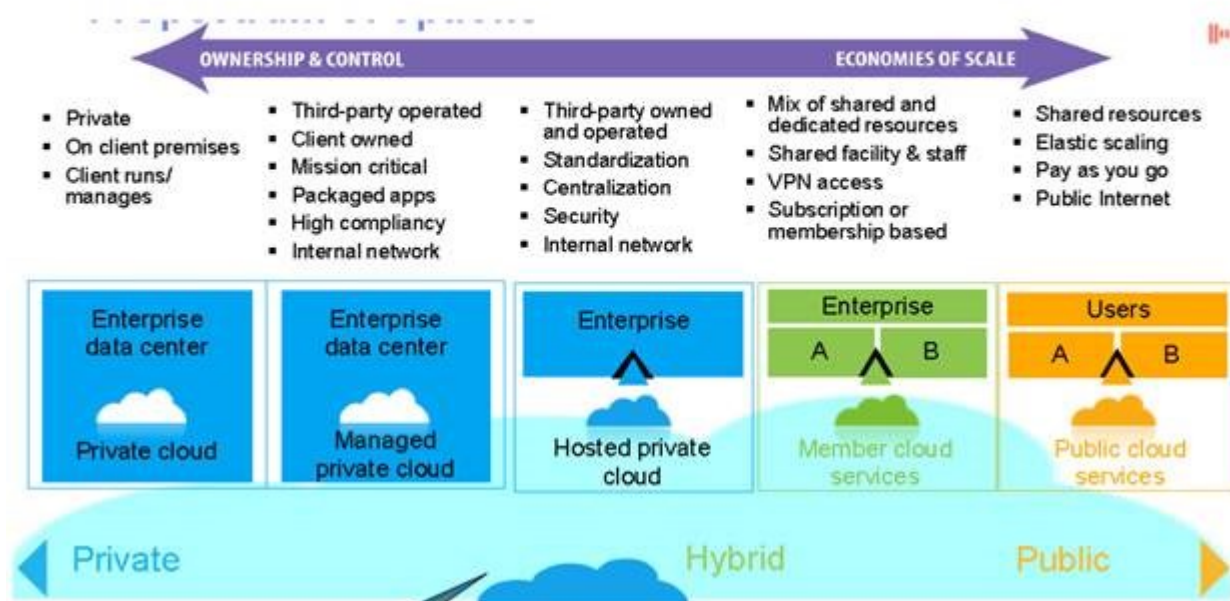 OWNERSHIP & CONTROL
ECONOMIES OF SCALE
▪ Private
▪ On client premises
▪ Client runs/
manages
▪ Third-party operated
▪ Client owned
▪ Mission critical
▪ Packaged apps
▪ High compliancy
▪ Internal network
▪ Third-party owned
and operated
▪ Standardization
▪ Centralization
▪ Security
▪ Internal network
▪ Mix of shared and
dedicated resources
▪ Shared facility & staff
▪ VPN access
▪ Subscription or
membership based
▪ Shared resources
▪ Elastic scaling
▪ Pay as you go
▪ Public Internet
Enterprise
data center
Private cloud
Enterprise
data center
Managed
private cloud
Enterprise
Hosted private
cloud
Enterprise
A B
Member cloud
services
Users
A B
Public cloud
services
Private
Hybrid
Public